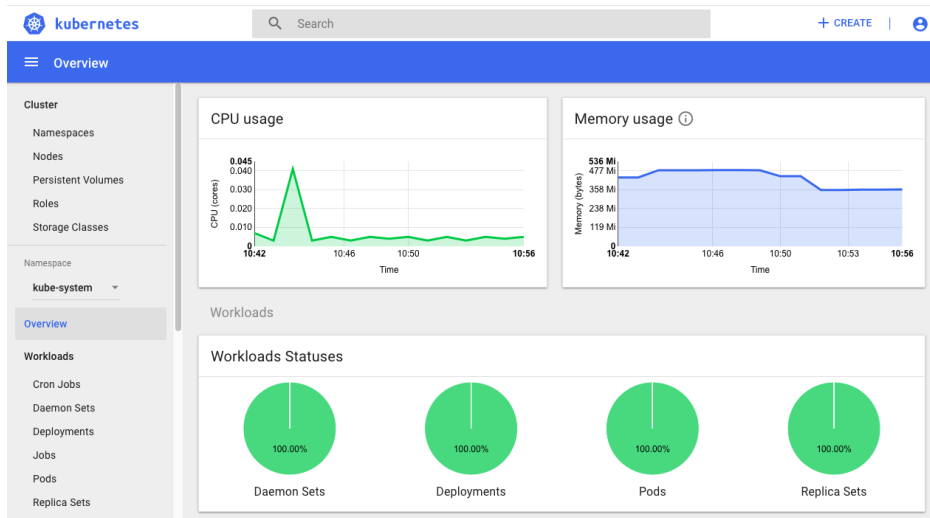 kubernetes
Search
+ CREATE
Overview
Cluster
Namespaces
Nodes
Persistent Volumes
Roles
Storage Classes
Namespace
kube-system
Overview
Workloads
Cron Jobs
Daemon Sets
Deployments
Jobs
Pods
Replica Sets
CPU usage
CPU (cores)
0.045
0.040
0.030
0.020
0.010
0
10:42 10:46 10:50 10:56
Time
Memory usage
Memory (bytes)
536 Mi
477 Mi
358 Mi
238 Mi
119 Mi
0
10:42 10:46 10:50 10:53 10:56
Time
Workloads
Workloads Statuses
100.00% 100.00% 100.00% 100.00%
Daemon Sets Deployments Pods Replica Sets